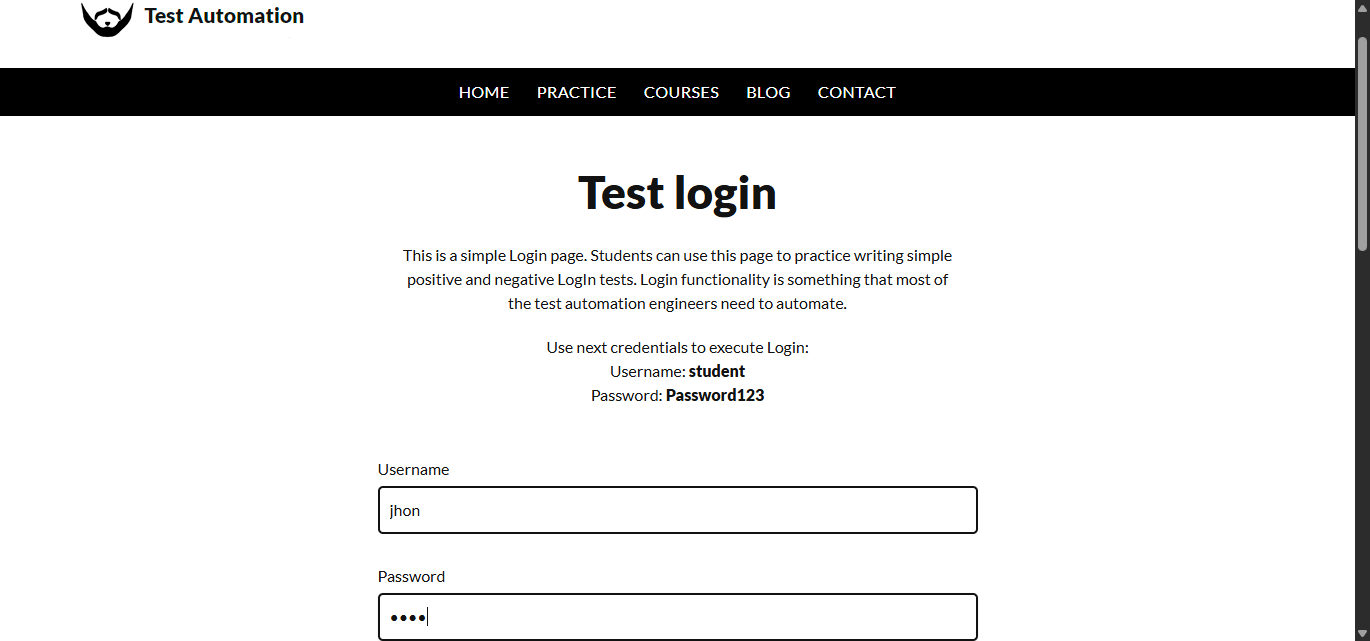 Test Automation
HOME PRACTICE COURSES BLOG CONTACT
Test login
This is a simple Login page. Students can use this page to practice writing simple
positive and negative LogIn tests. Login functionality is something that most of
the test automation engineers need to automate.
Use next credentials to execute Login:
Username: student
Password: Password123
Username
jhon
Password
••••